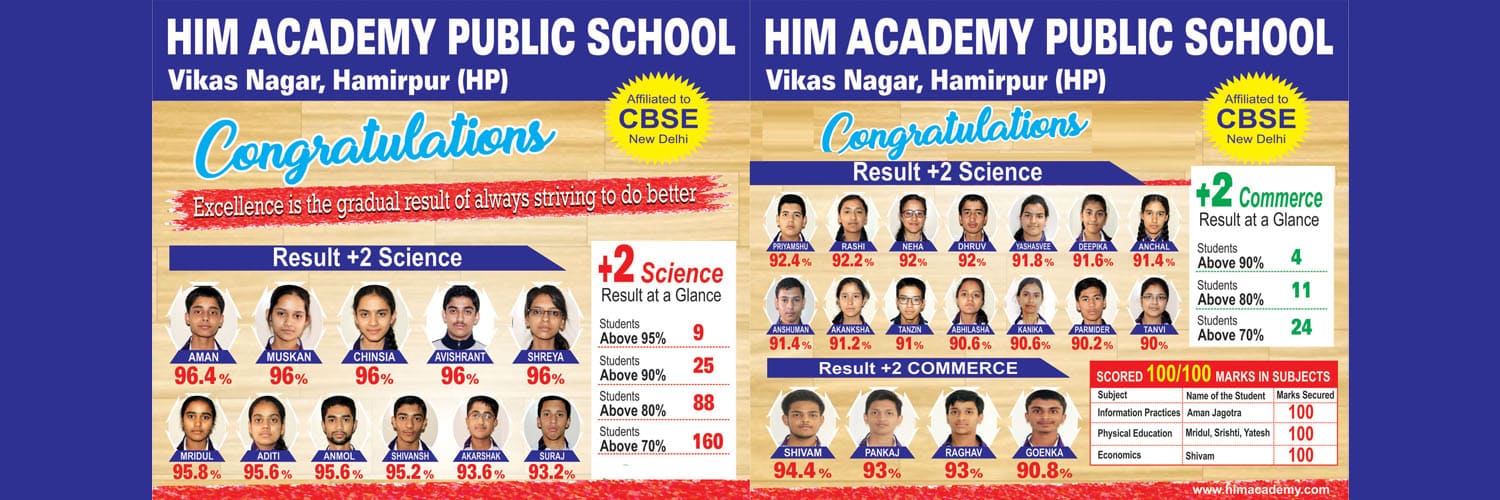 HIM ACADEMY PUBLIC SCHOOL
Vikas Nagar, Hamirpur (HP)
Affiliated to
CBSE
New Delhi
Congratulations
Excellence is the gradual result of always striving to do better
Result +2 Science
AMAN MUSKAN CHINSIA AVISHRANT SHREYA
96.4% 96% 96% 96% 96%
MRIDUL ADITI ANMOL SHIVANSH AKARSHAK SURAJ
95.8% 95.6% 95.6% 95.2% 93.6% 93.2%
+2 Science
Result at a Glance
Students
Above 95% 9
Students
Above 90% 25
Students
Above 80% 88
Students
Above 70% 160
HIM ACADEMY PUBLIC SCHOOL
Vikas Nagar, Hamirpur (HP)
Affiliated to
CBSE
New Delhi
Congratulations
Result +2 Science
PRIYAMSHU RASHI NEHA DHRUV YASHASVEE DEEPIKA ANCHAL
92.4% 92.2% 92% 92% 91.8% 91.6% 91.4%
ANSHUMAN AKANKSHA TANZIN ABHILASHA KANIKA PARMIDER TANVI
91.4% 91.2% 91% 90.6% 90.6% 90.2% 90%
+2 Commerce
Result at a Glance
Students
Above 90% 4
Students
Above 80% 11
Students
Above 70% 24
Result +2 COMMERCE
SHIVAM PANKAJ RAGHAV GOENKA
94.4% 93% 93% 90.8%
SCORED 100/100 MARKS IN SUBJECTS
Subject Name of the Student Marks Secured
Information Practices Aman Jagotra 100
Physical Education Mridul, Srishti, Yatesh 100
Economics Shivam 100
www.himacademy.com